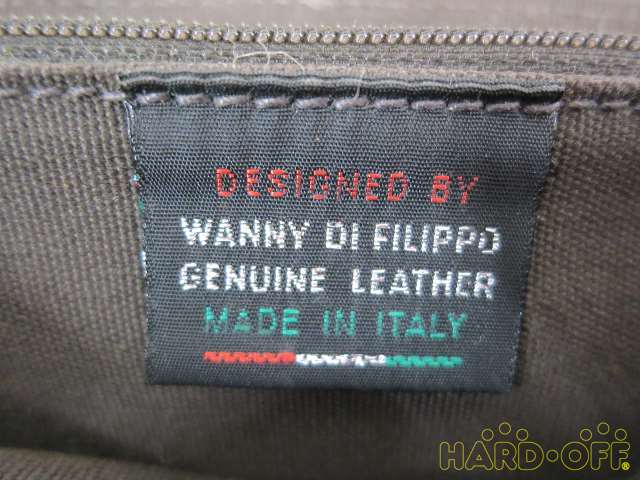 DESIGNED BY
WANNY DI FILIPPO
GENUINE LEATHER
MADE IN ITALY
HARD·OFF